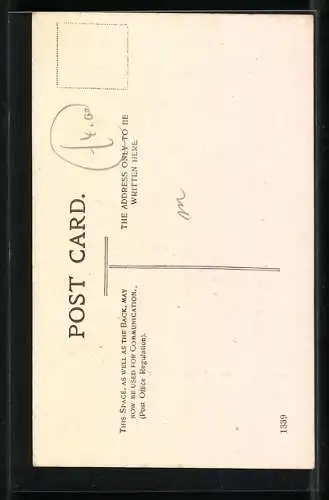 POST CARD.
THIS SPACE, AS WELL AS THE BACK, MAY
NOW BE USED FOR COMMUNICATION.,
(Post Office Regulation).
THE ADDRESS ONLY TO BE
WRITTEN HERE.
m
1339